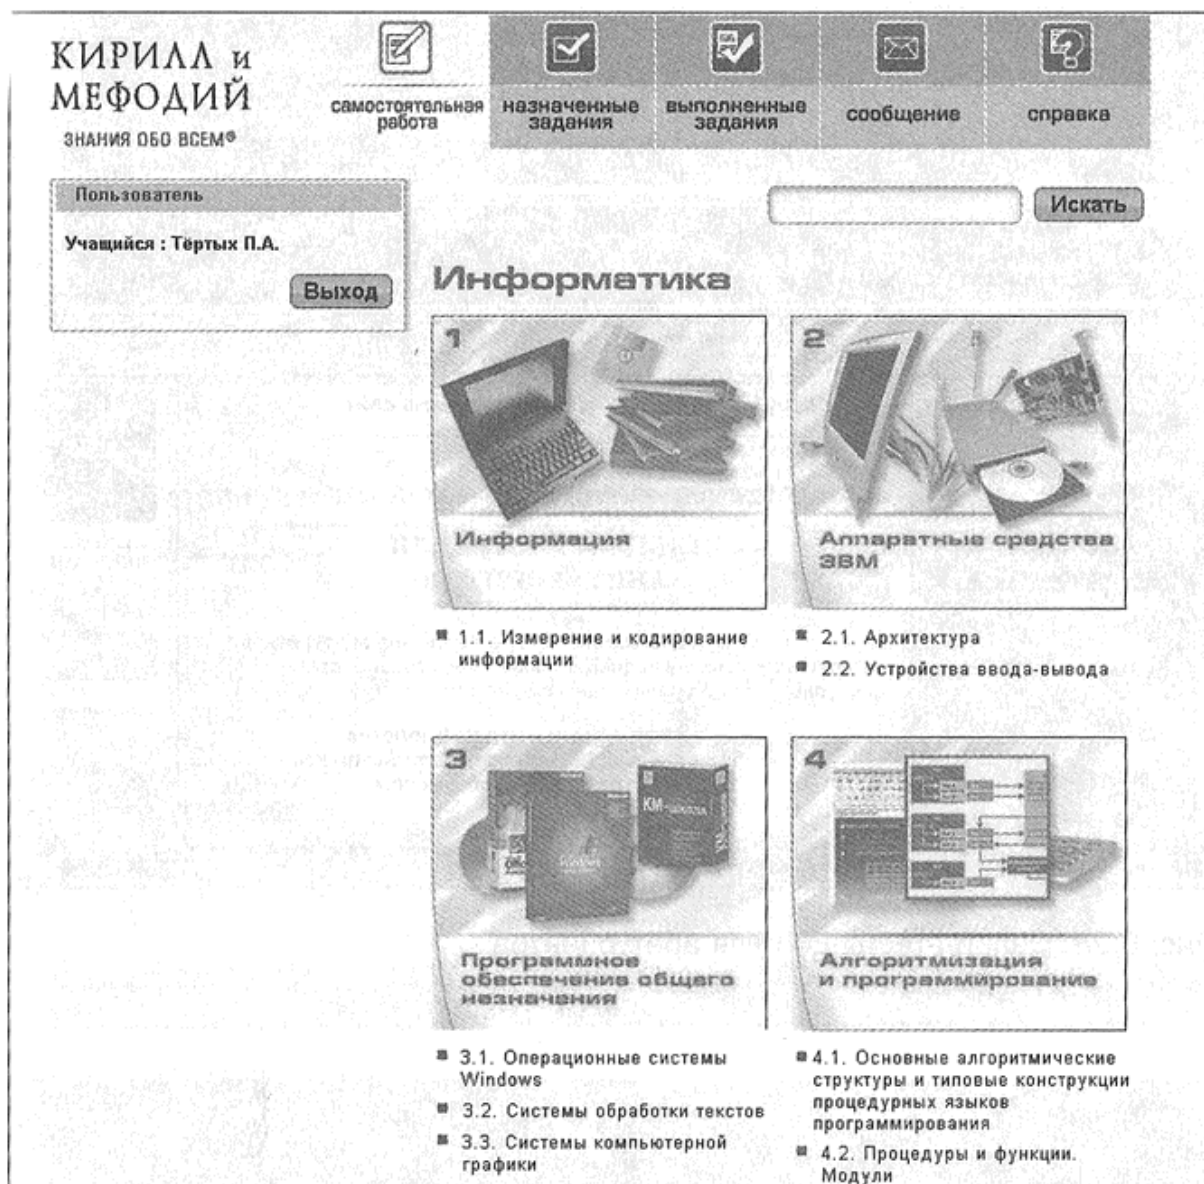 КИРИЛЛ и
МЕФОДИЙ
ЗНАНИЯ ОБО ВСЕМ®
самостоятельная
работа
назначенные
задания
выполненные
задания
сообщение
справка
Пользователь
Учащийся : Тёртых П.А.
Выход
Искать
Информатика
1
Информация
2
Аппаратные средства
ЭВМ
1.1. Измерение и кодирование
информации
2.1. Архитектура
2.2. Устройства ввода-вывода
3
КМ-школа
Программное
обеспечение общего
незначения
4
Алгоритмизация
и программирование
3.1. Операционные системы
Windows
3.2. Системы обработки текстов
3.3. Системы компьютерной
графики
4.1. Основные алгоритмические
структуры и типовые конструкции
процедурных языков
программирования
4.2. Процедуры и функции.
Модули